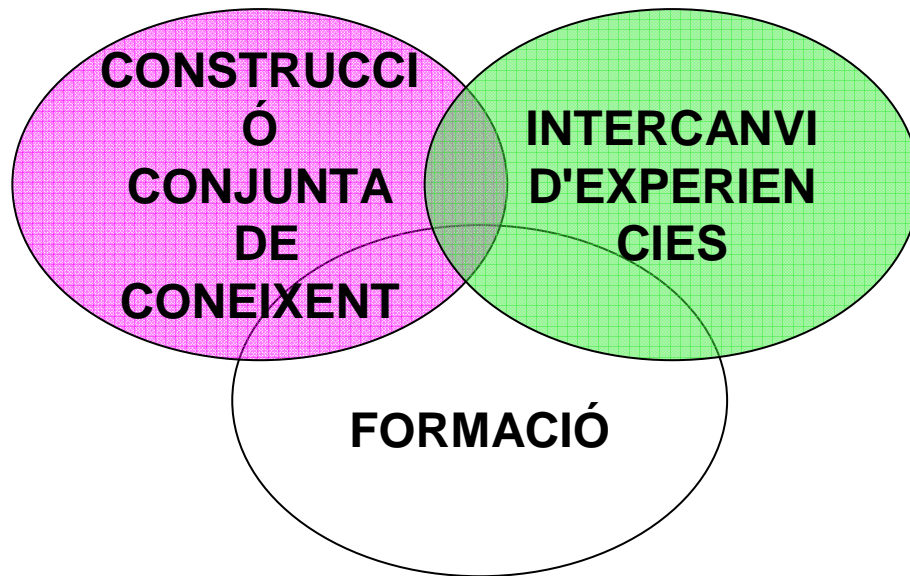 CONSTRUCCI
Ó
CONJUNTA
DE
CONEIXENT
INTERCANVI
D'EXPERIEN
CIES
FORMACIÓ